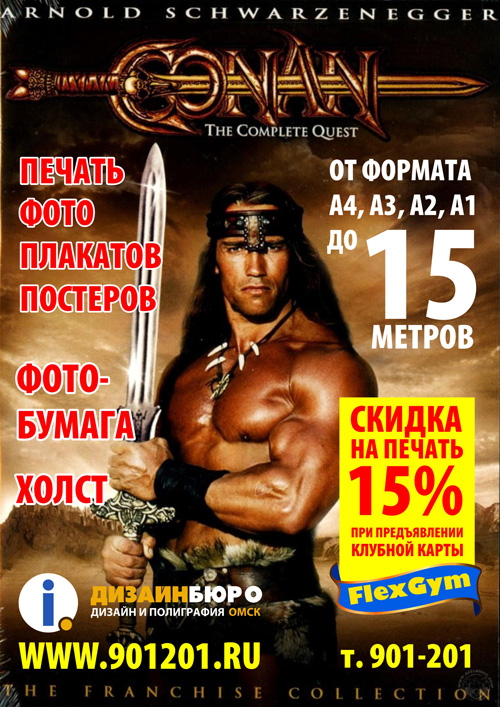 ARNOLD SCHWARZENEGGER
CONAN
THE COMPLETE QUEST
ПЕЧАТЬ
ФОТО
ПЛАКАТОВ
ПОСТЕРОВ
ФОТО-
БУМАГА
ХОЛСТ
ОТ ФОРМАТА
А4, А3, А2, А1
ДО 15
МЕТРОВ
СКИДКА
НА ПЕЧАТЬ
15%
ПРИ ПРЕДЪЯВЛЕНИИ
КЛУБНОЙ КАРТЫ
FlexGym
i.
ДИЗАЙНБЮРО
ДИЗАЙН И ПОЛИГРАФИЯ ОМСК
WWW.901201.RU
т. 901-201
THE FRANCHISE COLLECTION